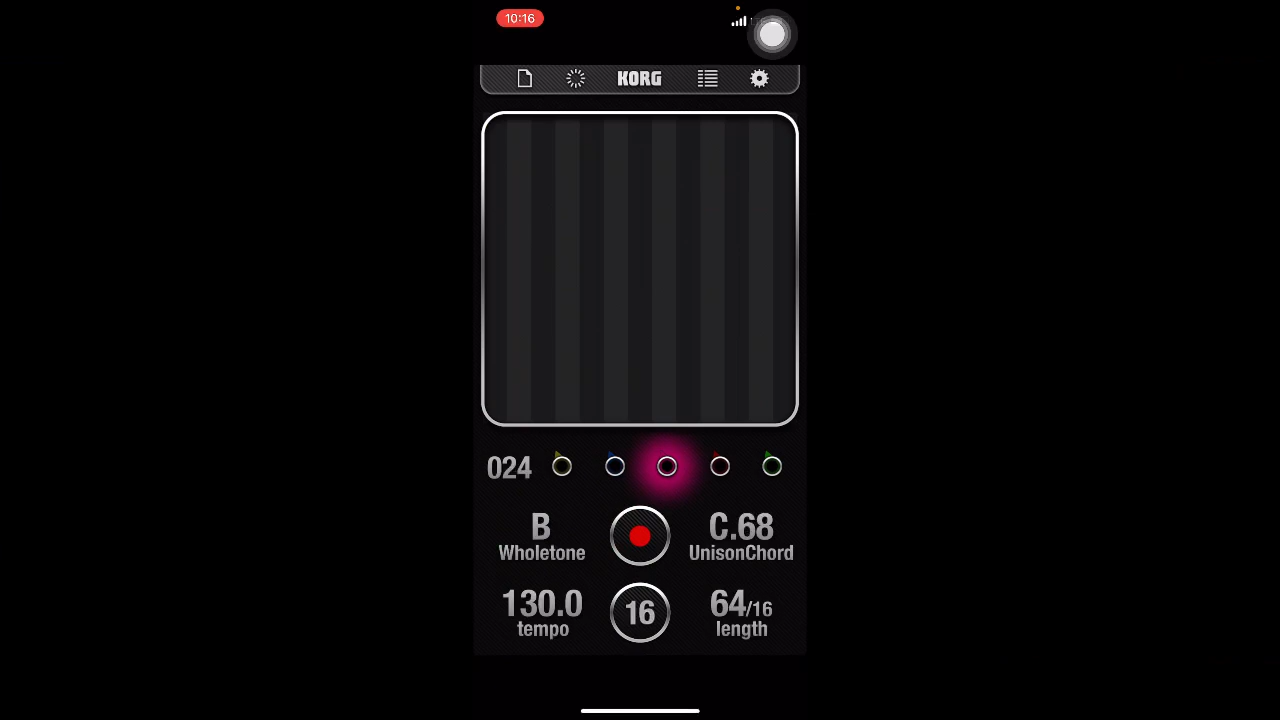 10:16
KORG
024
B
Wholetone
C.68
UnisonChord
130.0
tempo
16
64/16
length